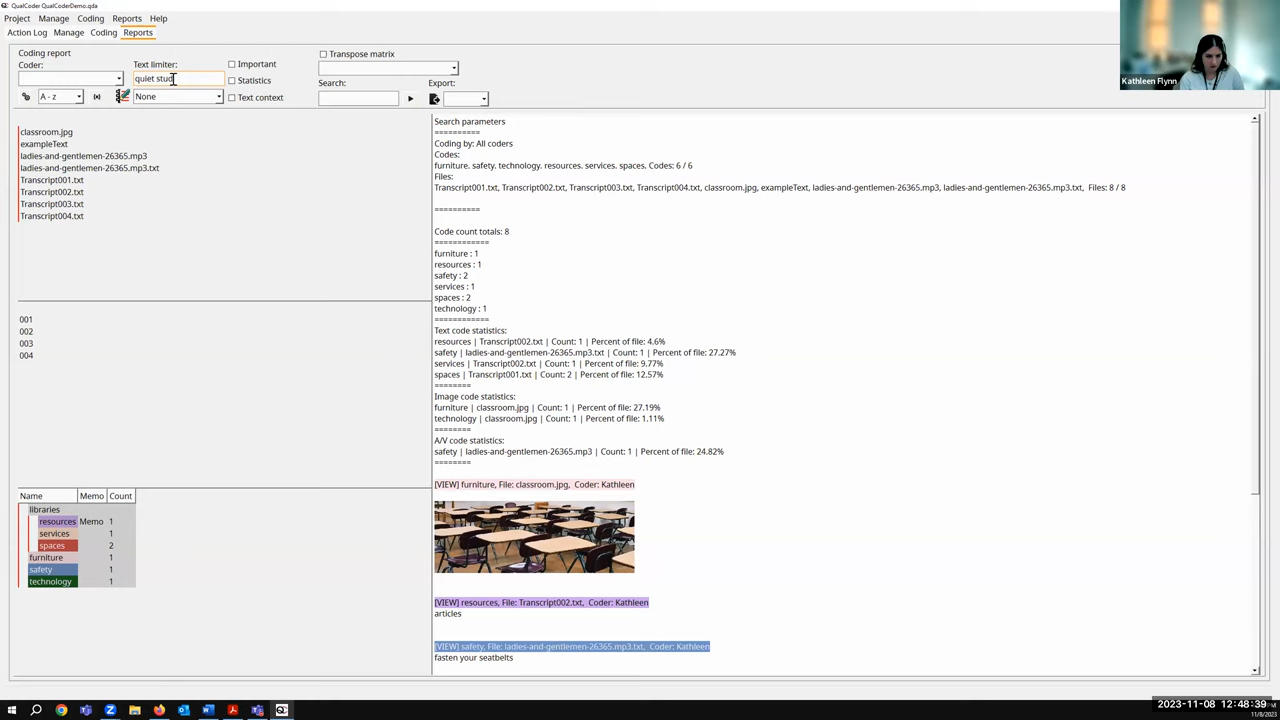 QualCoder QualCoderDemo.qda
Project Manage Coding Reports Help
Action Log Manage Coding Reports
Coding report
Coder:
Text limiter:
quiet stud
Important
Statistics
Text context
A - z
None
Transpose matrix
Search:
Export:
classroom.jpg
exampleText
ladies-and-gentlemen-26365.mp3
ladies-and-gentlemen-26365.mp3.txt
Transcript001.txt
Transcript002.txt
Transcript003.txt
Transcript004.txt
001
002
003
004
Name Memo Count
libraries
resources Memo 1
services 1
spaces 2
furniture 1
safety 1
technology 1
Search parameters
==========
Coding by: All coders
Codes:
furniture. safety. technology. resources. services. spaces. Codes: 6 / 6
Files:
Transcript001.txt, Transcript002.txt, Transcript003.txt, Transcript004.txt, classroom.jpg, exampleText, ladies-and-gentlemen-26365.mp3, ladies-and-gentlemen-26365.mp3.txt, Files: 8 / 8
==========
Code count totals: 8
============
furniture : 1
resources : 1
safety : 2
services : 1
spaces : 2
technology : 1
============
Text code statistics:
resources | Transcript002.txt | Count: 1 | Percent of file: 4.6%
safety | ladies-and-gentlemen-26365.mp3.txt | Count: 1 | Percent of file: 27.27%
services | Transcript002.txt | Count: 1 | Percent of file: 9.77%
spaces | Transcript001.txt | Count: 2 | Percent of file: 12.57%
========
Image code statistics:
furniture | classroom.jpg | Count: 1 | Percent of file: 27.19%
technology | classroom.jpg | Count: 1 | Percent of file: 1.11%
========
A/V code statistics:
safety | ladies-and-gentlemen-26365.mp3 | Count: 1 | Percent of file: 24.82%
========
[VIEW] furniture, File: classroom.jpg, Coder: Kathleen
[VIEW] resources, File: Transcript002.txt, Coder: Kathleen
articles
[VIEW] safety, File: ladies-and-gentlemen-26365.mp3.txt, Coder: Kathleen
fasten your seatbelts
Kathleen Flynn
2023-11-08 12:48:39
11/8/2023